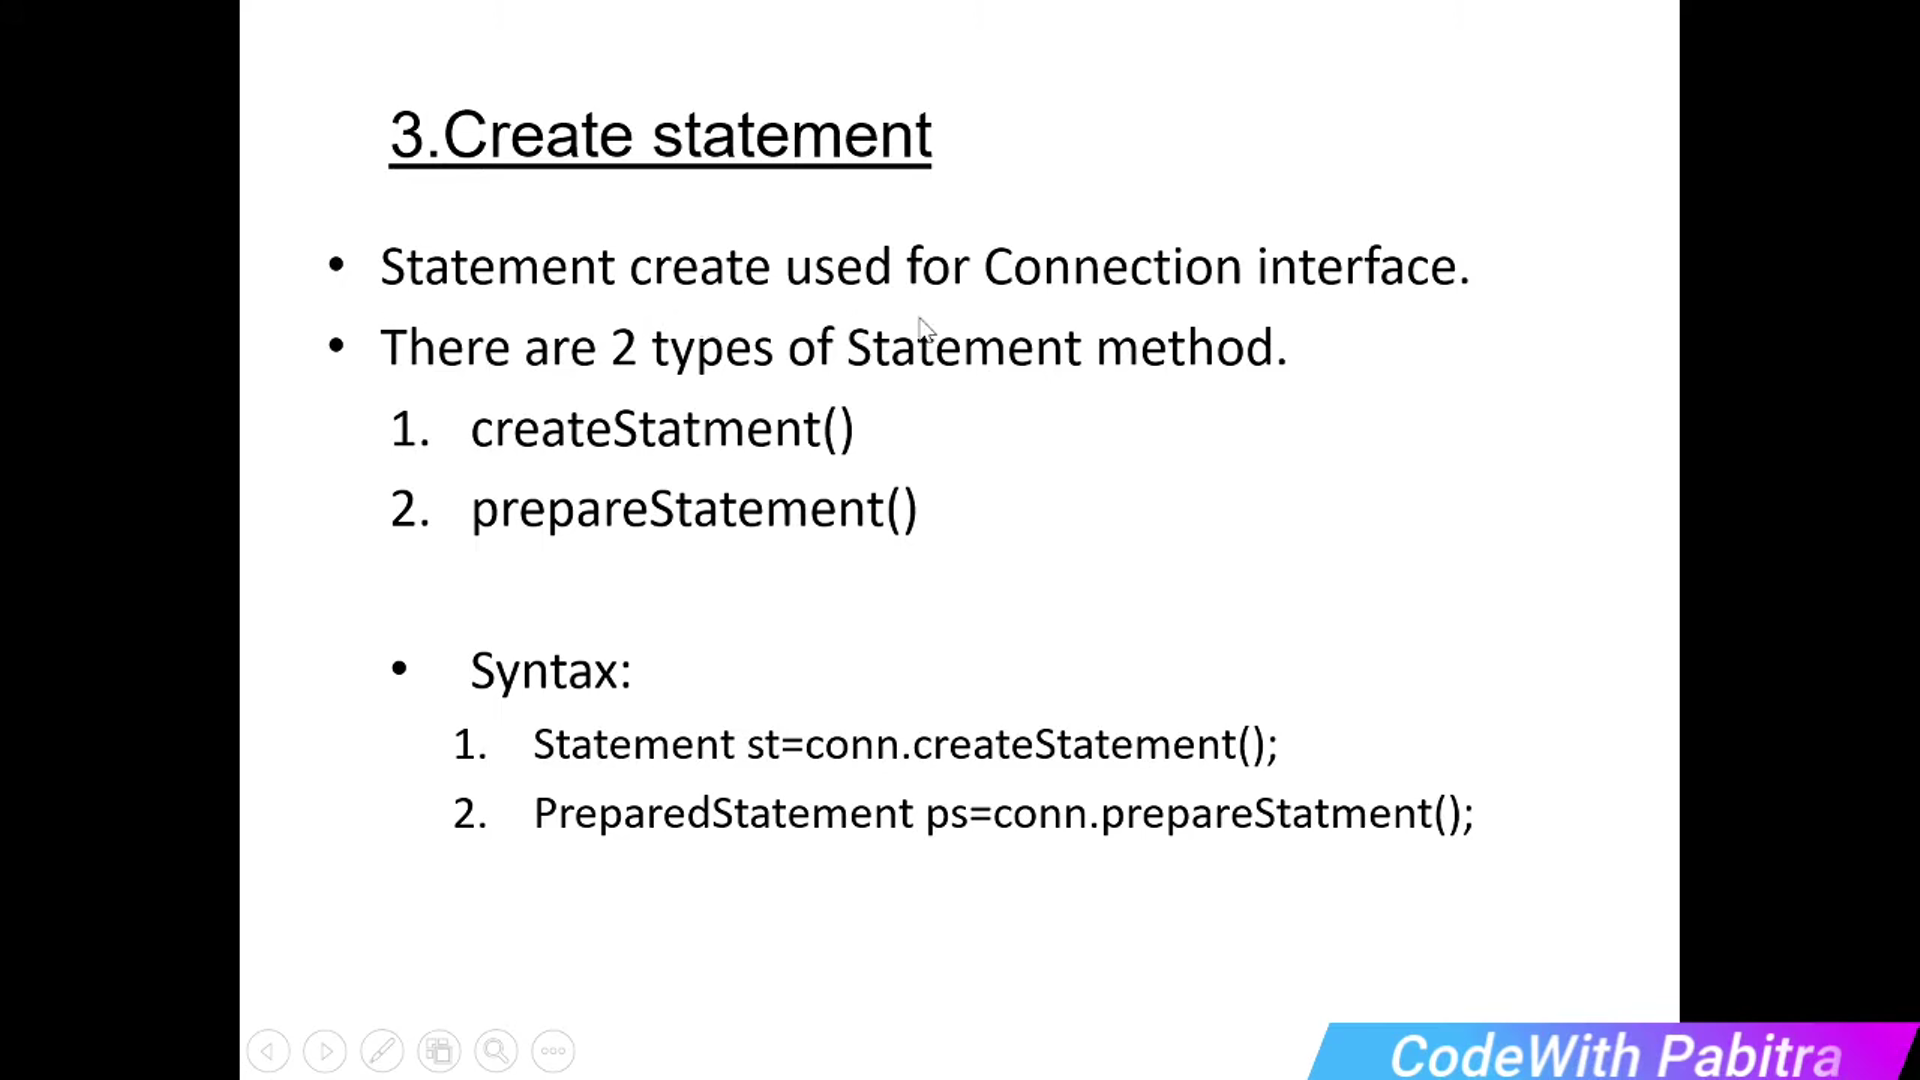 3.Create statement
• Statement create used for Connection interface.
• There are 2 types of Statement method.
1. createStatment()
2. prepareStatement()
• Syntax:
1. Statement st=conn.createStatement();
2. PreparedStatement ps=conn.prepareStatment();
CodeWith Pabitra